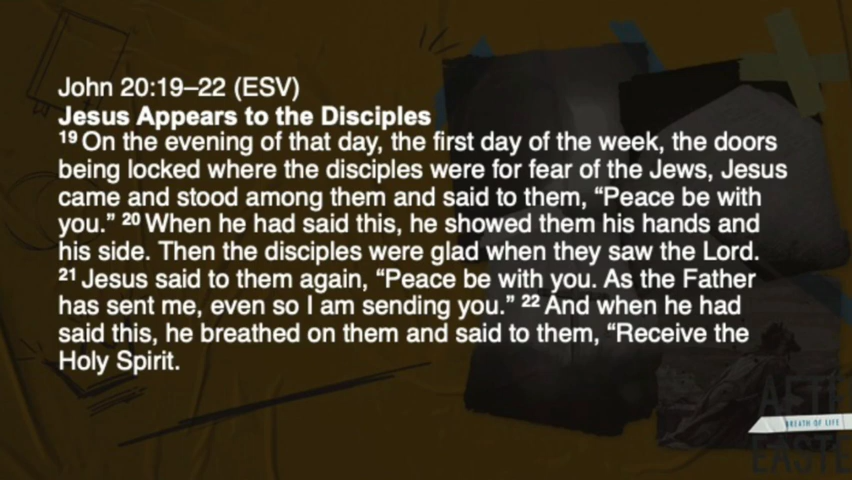 John 20:19–22 (ESV)
Jesus Appears to the Disciples
19 On the evening of that day, the first day of the week, the doors
being locked where the disciples were for fear of the Jews, Jesus
came and stood among them and said to them, “Peace be with
you.” 20 When he had said this, he showed them his hands and
his side. Then the disciples were glad when they saw the Lord.
21 Jesus said to them again, “Peace be with you. As the Father
has sent me, even so I am sending you.” 22 And when he had
said this, he breathed on them and said to them, “Receive the
Holy Spirit.
AFTE
BREATH OF LIFE
EASTE